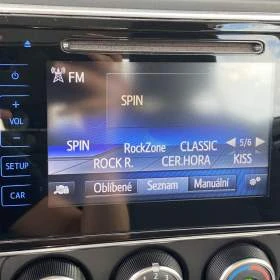 FM
SPIN
SPIN RockZone CLASSIC 5/6
ROCK R. CER.HORA KISS
Oblíbené Seznam Manuální
VOL
SETUP
CAR